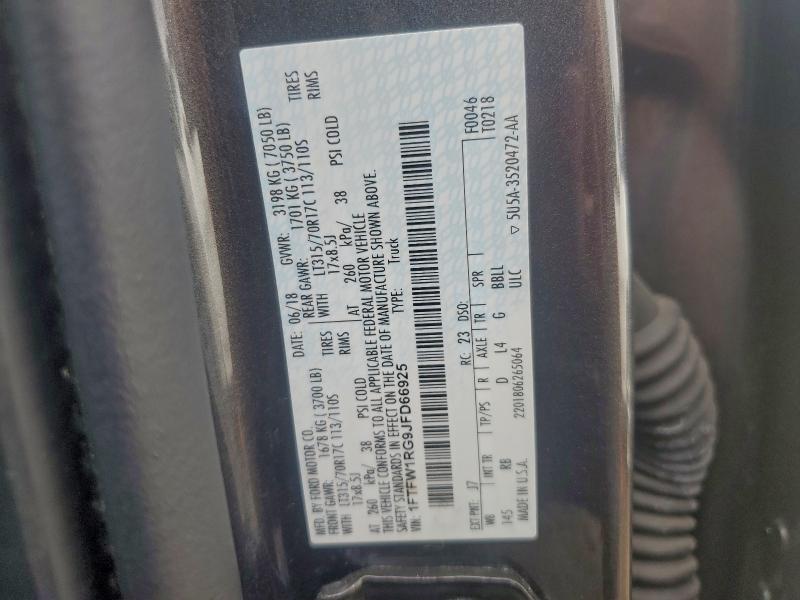 MFD. BY FORD MOTOR CO. DATE: 06/18 GVWR: 3198 KG ( 7050 LB)
FRONT GAWR: 1678 KG ( 3700 LB) REAR GAWR: 1701 KG ( 3750 LB)
WITH LT315/70R17C 113/110S TIRES WITH LT315/70R17C 113/110S TIRES
17x8.5J RIMS 17x8.5J RIMS
AT 260 kPa/ 38 PSI COLD AT 260 kPa/ 38 PSI COLD
THIS VEHICLE CONFORMS TO ALL APPLICABLE FEDERAL MOTOR VEHICLE
SAFETY STANDARDS IN EFFECT ON THE DATE OF MANUFACTURE SHOWN ABOVE.
VIN: 1FTFW1RG9JFD66925 TYPE: Truck
F0046
EXT PNT: J7 RC: 23 DSO: T0218
WB INT TR TP/PS R AXLE TR SPR
145 RB D L4 G BBLL
MADE IN U.S.A. 2201806265064 ULC ▽ 5U5A-3520472-AA